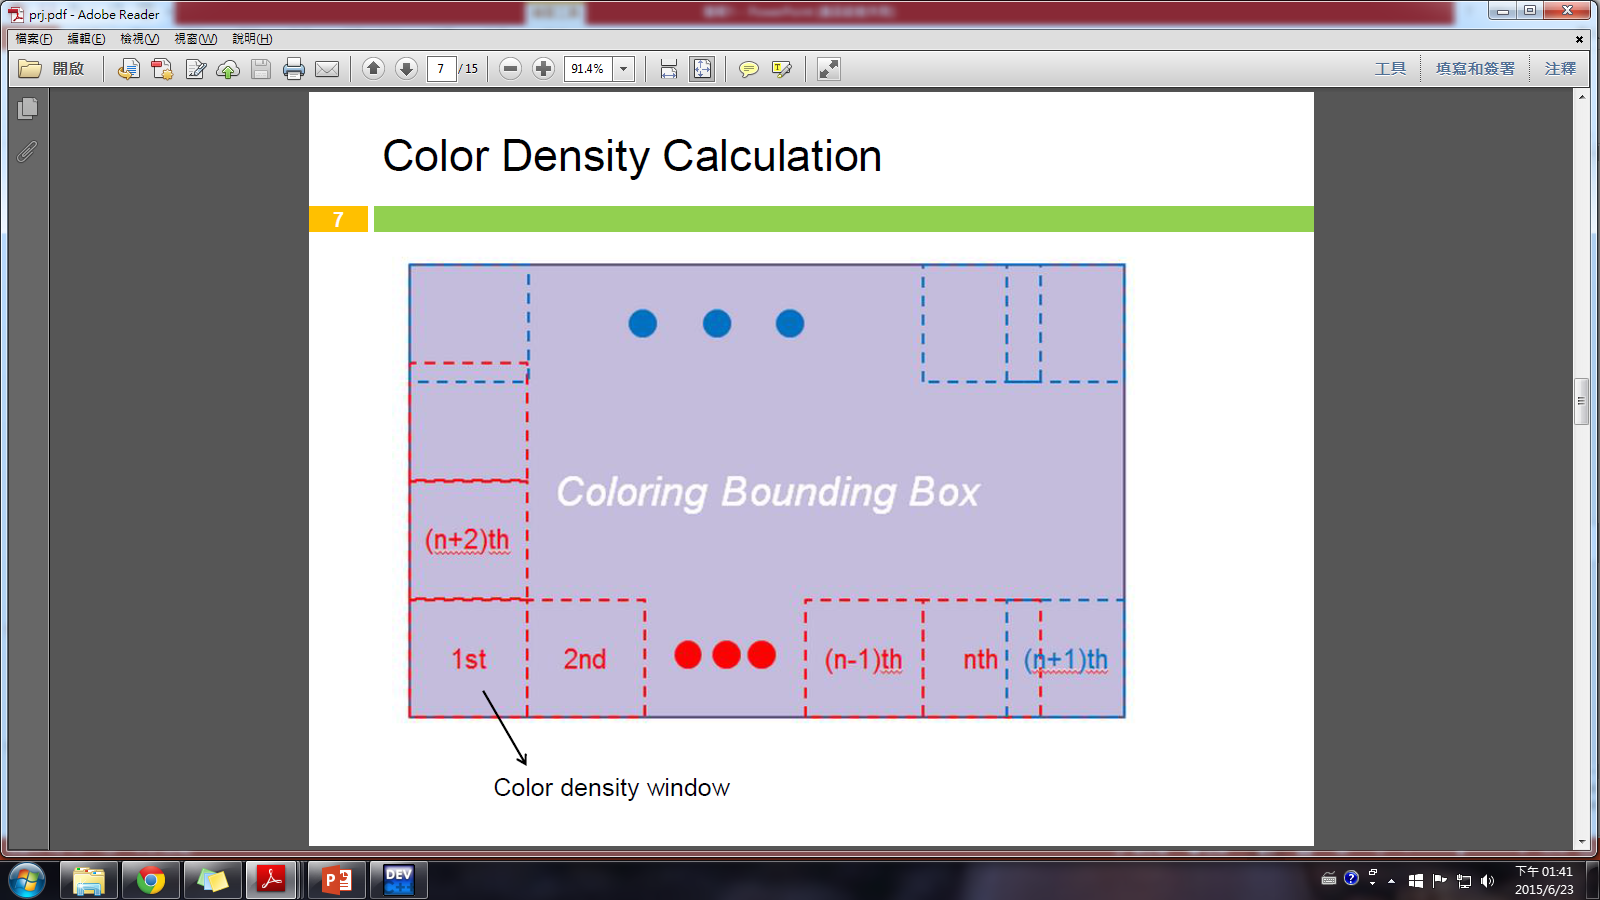 prj.pdf - Adobe Reader
檔案(F) 編輯(E) 檢視(V) 視窗(W) 說明(H)
開啟 7 / 15 91.4% 工具 填寫和簽署 注釋
Color Density Calculation
7
Coloring Bounding Box
(n+2)th
1st 2nd (n-1)th nth (n+1)th
Color density window
DEV
下午 01:41
2015/6/23